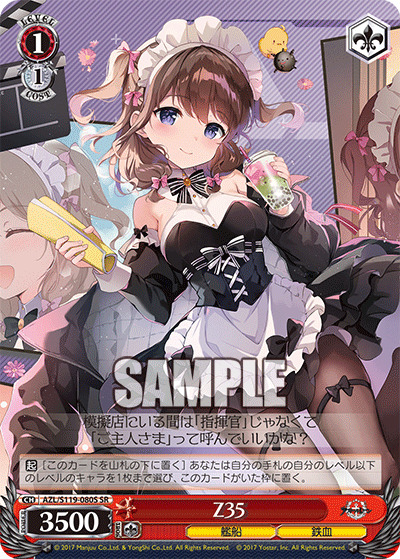 LEVEL
1
1
COST
SAMPLE
模擬店にいる間は「指揮官」じゃなくて
「ご主人さま」って呼んでいいかな？
起［このカードを山札の下に置く］あなたは自分の手札の自分のレベル以下
のレベルのキャラを1枚まで選び、このカードがいた枠に置く。
CH AZL/S119-080S SR
Z35
3500
艦船
鉄血
© 2017 Manjuu Co.,Ltd. & YongShi Co.,Ltd. All Rights Reserved. © 2017 Yostar, Inc. All Rights Reserved.